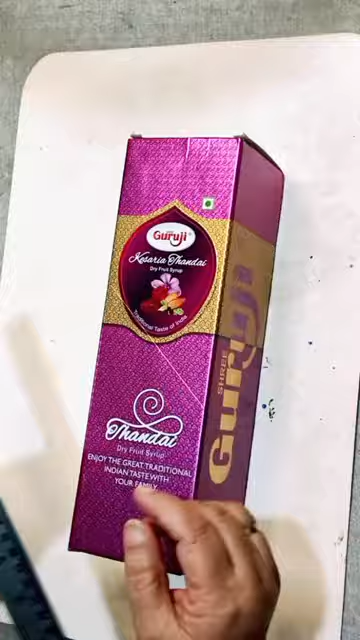 SHREE
Guruji®
Kesaria Thandai
Dry Fruit Syrup
Traditional Taste of India
Thandai
Dry Fruit Syrup
ENJOY THE GREAT TRADITIONAL
INDIAN TASTE WITH
YOUR FAMILY
SHREE
Guruji